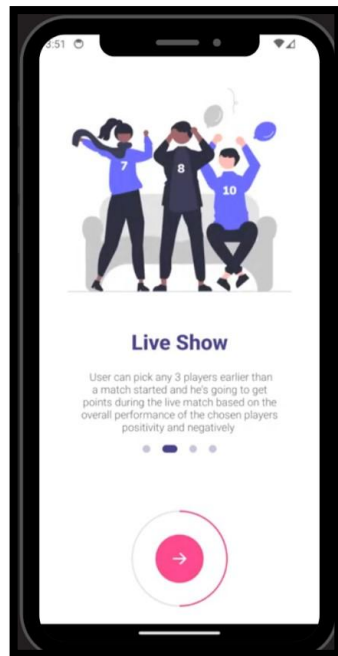 3:51
7
8
10
Live Show
User can pick any 3 players earlier than
a match started and he's going to get
points during the live match based on the
overall performance of the chosen players
positivity and negatively